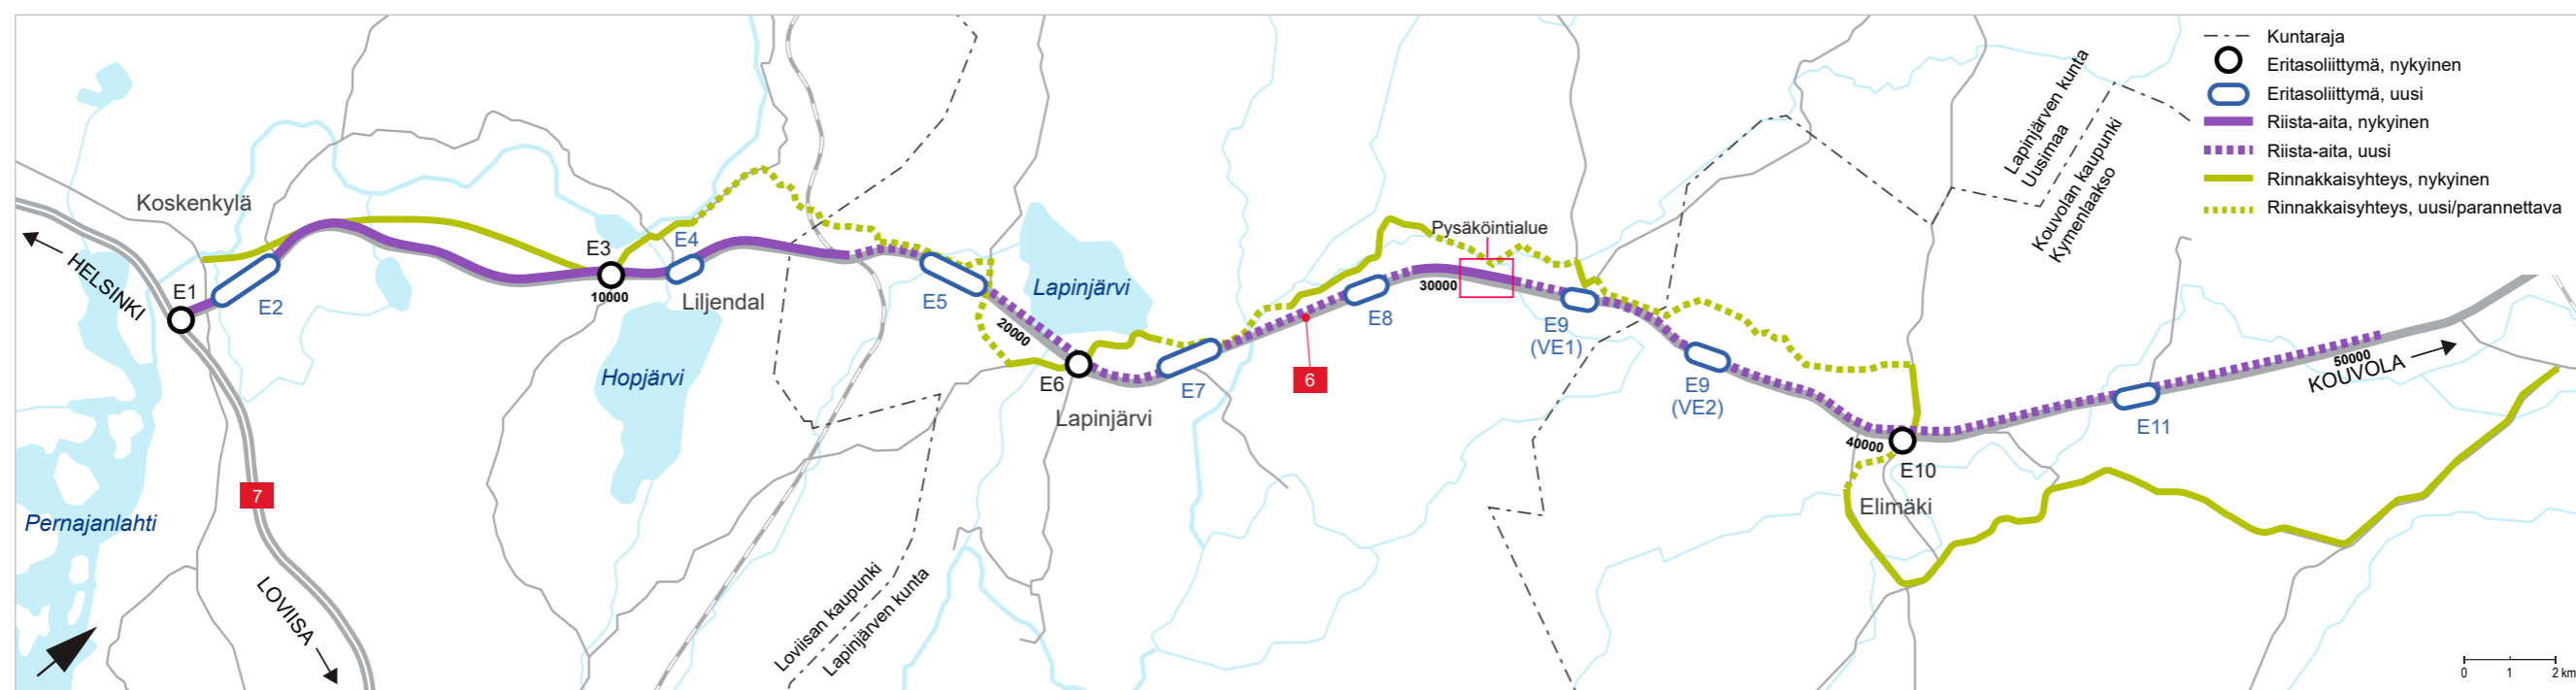 Kuntaraja
Eritasoliittymä, nykyinen
Eritasoliittymä, uusi
Riista-aita, nykyinen
Riista-aita, uusi
Rinnakkaisyhteys, nykyinen
Rinnakkaisyhteys, uusi/parannettava
Koskenkylä
HELSINKI
E1
E2
E3
10000
E4
Liljendal
Hopjärvi
7
Pernajanlahti
LOVIISA
Loviisan kaupunki
Lapinjärven kunta
E5
20000
Lapinjärvi
E6
Lapinjärvi
E7
6
E8
Pysäköintialue
30000
E9
(VE1)
E9
(VE2)
Lapinjärven kunta
Uusimaa
Kouvolan kaupunki
Kymenlaakso
40000
E10
Elimäki
E11
50000
KOUVOLA
0 1 2 km